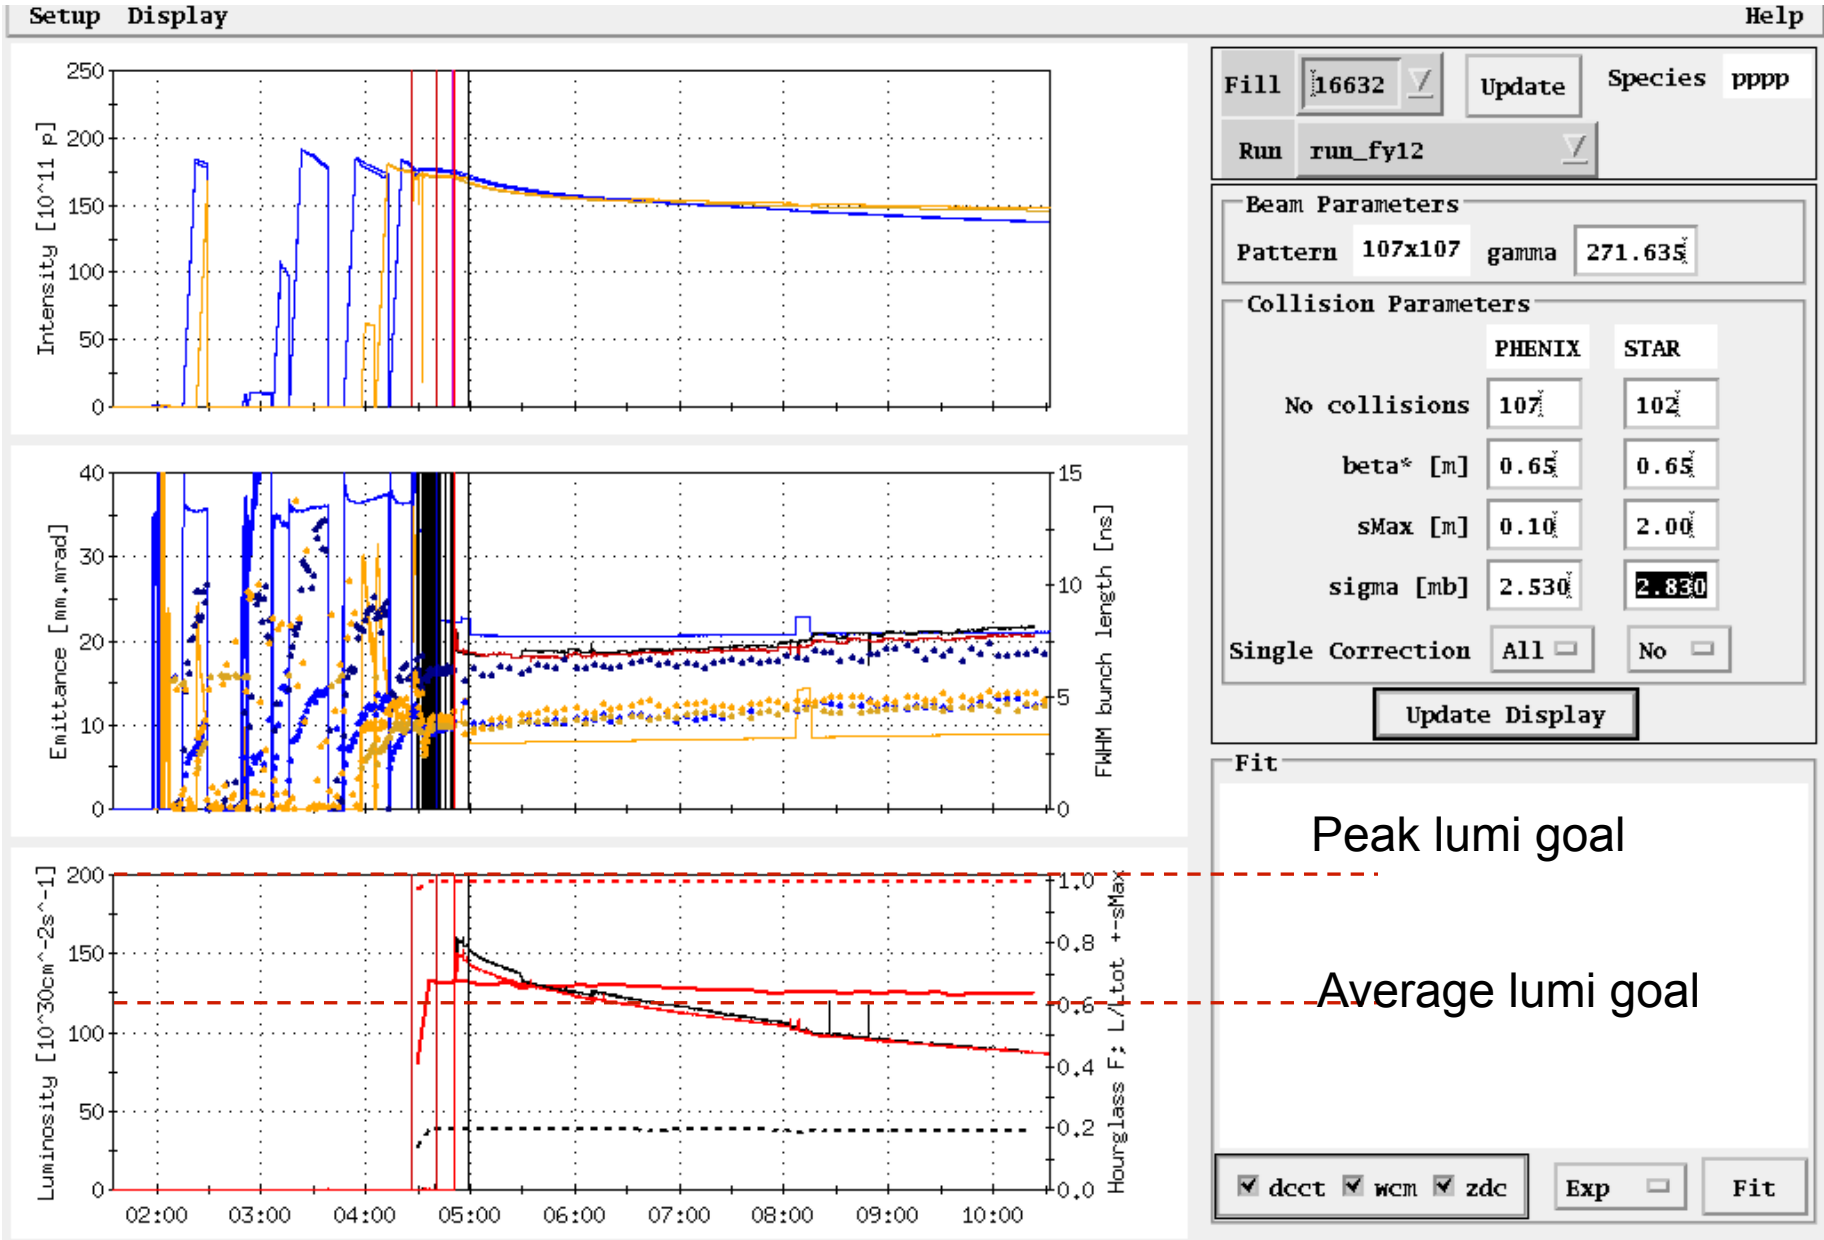 Setup Display Help
250
200
150
100
50
0
Intensity [10^11 p]
40
30
20
10
0
Emittance [mm.mrad]
15
10
5
0
FWHM bunch length [ns]
200
150
100
50
0
Luminosity [10^30cm^-2s^-1]
1.0
0.8
0.6
0.4
0.2
0.0
Hourglass F; L/Ltot +-sMax
02:00 03:00 04:00 05:00 06:00 07:00 08:00 09:00 10:00
Fill 16632 Update Species pppp
Run run_fy12
Beam Parameters
Pattern 107x107 gamma 271.635
Collision Parameters
PHENIX STAR
No collisions 107 102
beta* [m] 0.65 0.65
sMax [m] 0.10 2.00
sigma [mb] 2.530 2.830
Single Correction All No
Update Display
Fit
Peak lumi goal
Average lumi goal
dcct wcm zdc Exp Fit